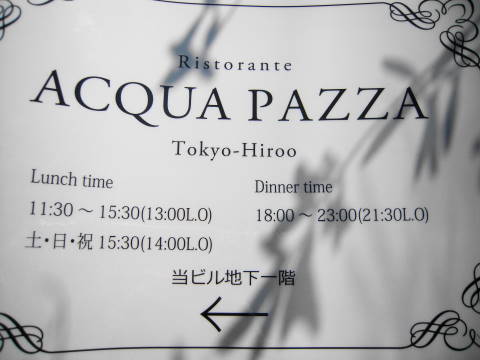 Ristorante
ACQUA PAZZA
Tokyo-Hiroo
Lunch time
11:30 ～ 15:30(13:00L.O)
土・日・祝 15:30(14:00L.O)
Dinner time
18:00 ～ 23:00(21:30L.O)
当ビル地下一階
←